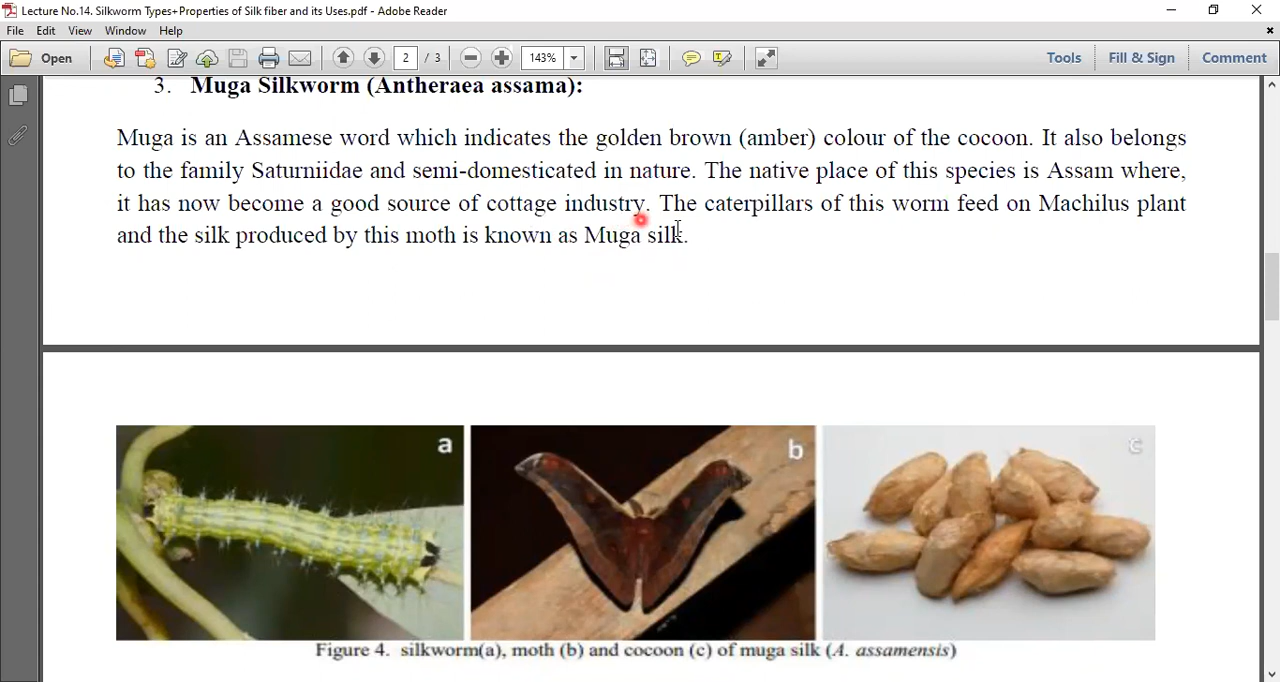 Lecture No.14. Silkworm Types+Properties of Silk fiber and its Uses.pdf - Adobe Reader
File Edit View Window Help
Open 2 / 3 143% Tools Fill & Sign Comment
3. Muga Silkworm (Antheraea assama):
Muga is an Assamese word which indicates the golden brown (amber) colour of the cocoon. It also belongs
to the family Saturniidae and semi-domesticated in nature. The native place of this species is Assam where,
it has now become a good source of cottage industry. The caterpillars of this worm feed on Machilus plant
and the silk produced by this moth is known as Muga silk.
a b c
Figure 4. silkworm(a), moth (b) and cocoon (c) of muga silk (A. assamensis)